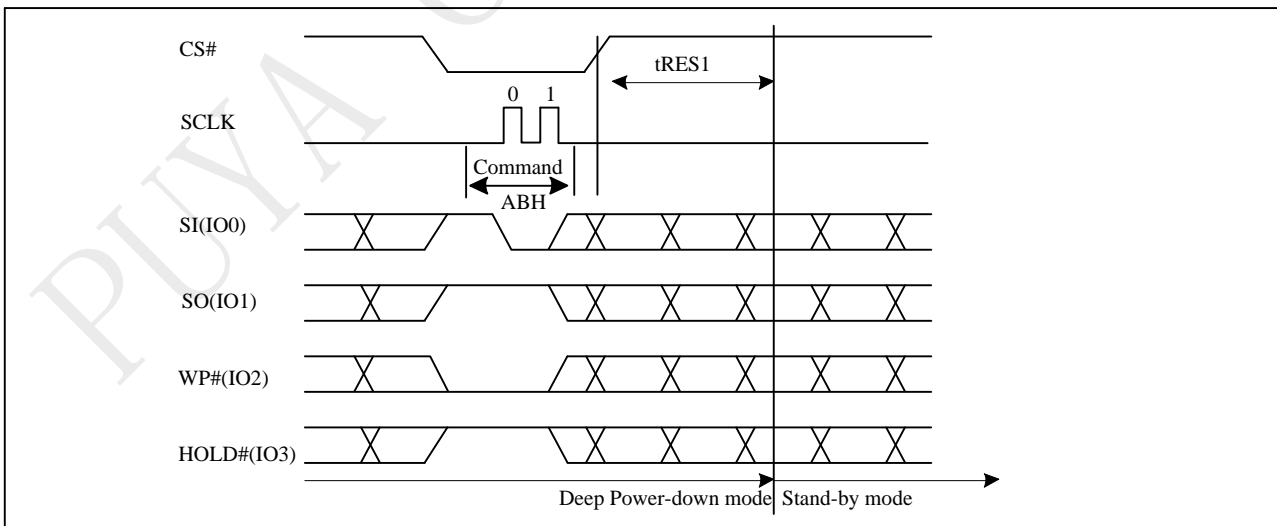 CS#
tRES1
0 1
SCLK
Command
ABH
SI(IO0)
SO(IO1)
WP#(IO2)
HOLD#(IO3)
Deep Power-down mode Stand-by mode
PUYA